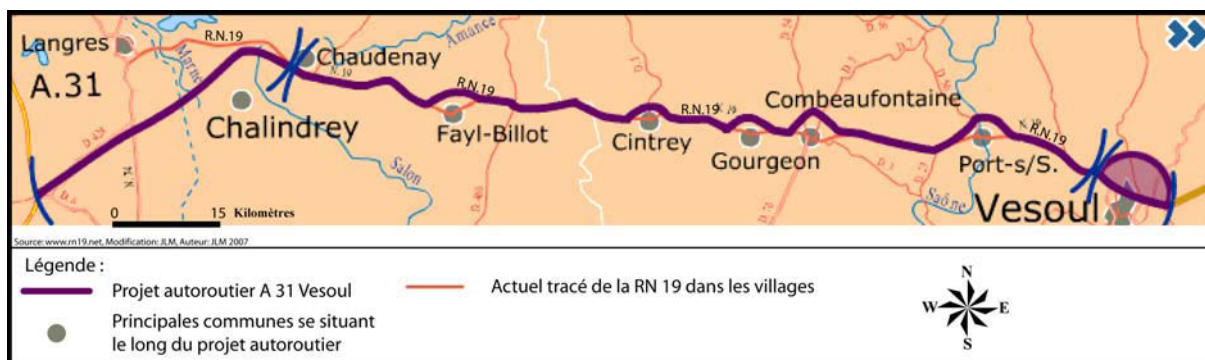 Langres
A.31
R.N.19
Marne
Chaudenay
N. 19
Amance
Chalindrey
Salon
R.N.19
Fayl-Billot
Cintrey
R.N.19
Gourgeon
Combeaufontaine
R.N.19
Port-s/S.
Saône
Vesoul
0 15 Kilomètres
Source: www.rn19.net, Modification: JLM, Auteur: JLM 2007
Légende :
Projet autoroutier A 31 Vesoul
Actuel tracé de la RN 19 dans les villages
Principales communes se situant
le long du projet autoroutier
N
W E
S